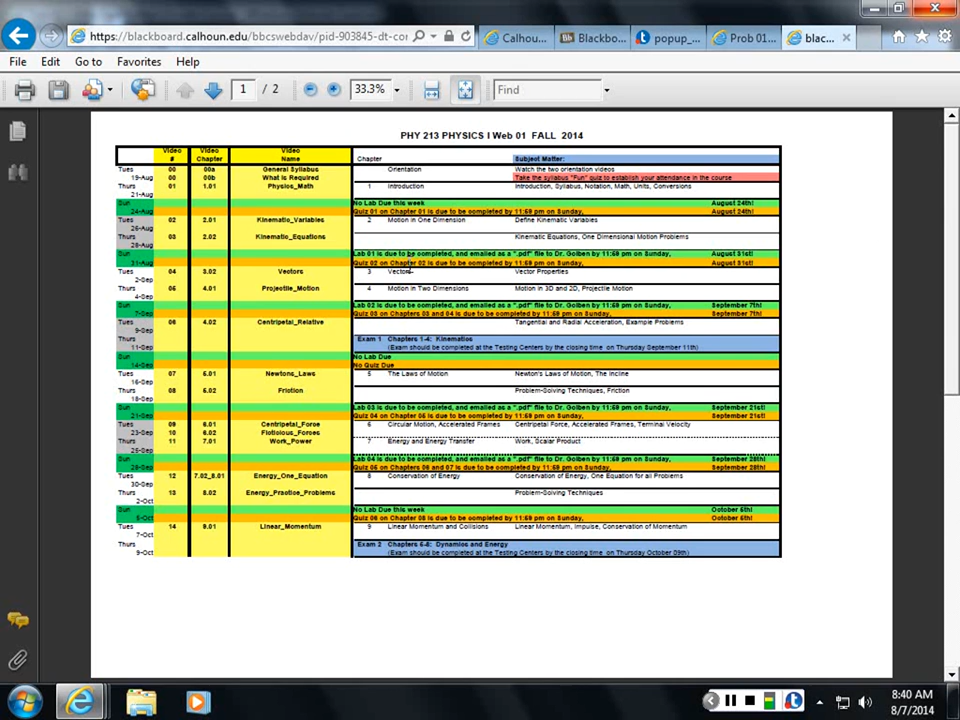 https://blackboard.calhoun.edu/bbcswebdav/pid-903845-dt-cor
Calhou...
Blackbo...
popup_...
Prob 01...
blac...
File Edit Go to Favorites Help
1 / 2 33.3% Find
PHY 213 PHYSICS I Web 01 FALL 2014
Video Video Video
# Chapter Name Chapter Subject Matter:
Tues 00 00a General Syllabus Orientation Watch the two orientation videos
19-Aug 00 00b What is Required Take the syllabus "Fun" quiz to establish your attendance in the course
Thurs 01 1.01 Physics_Math 1 Introduction Introduction, Syllabus, Notation, Math, Units, Conversions
21-Aug
Sun No Lab Due this week August 24th!
24-Aug Quiz 01 on Chapter 01 is due to be completed by 11:59 pm on Sunday, August 24th!
Tues 02 2.01 Kinematic_Variables 2 Motion in One Dimension Define Kinematic Variables
26-Aug
Thurs 03 2.02 Kinematic_Equations Kinematic Equations, One Dimensional Motion Problems
28-Aug
Sun Lab 01 is due to be completed, and emailed as a ".pdf" file to Dr. Golben by 11:59 pm on Sunday, August 31st!
31-Aug Quiz 02 on Chapter 02 is due to be completed by 11:59 pm on Sunday, August 31st!
Tues 04 3.02 Vectors 3 Vectors Vector Properties
2-Sep
Thurs 05 4.01 Projectile_Motion 4 Motion in Two Dimensions Motion in 3D and 2D, Projectile Motion
4-Sep
Sun Lab 02 is due to be completed, and emailed as a ".pdf" file to Dr. Golben by 11:59 pm on Sunday, September 7th!
7-Sep Quiz 03 on Chapters 03 and 04 is due to be completed by 11:59 pm on Sunday, September 7th!
Tues 06 4.02 Centripetal_Relative Tangential and Radial Acceleration, Example Problems
9-Sep
Thurs Exam 1 Chapters 1-4: Kinematics
11-Sep (Exam should be completed at the Testing Centers by the closing time on Thursday September 11th)
Sun No Lab Due
14-Sep No Quiz Due
Tues 07 5.01 Newtons_Laws 5 The Laws of Motion Newton's Laws of Motion, The Incline
16-Sep
Thurs 08 5.02 Friction Problem-Solving Techniques, Friction
18-Sep
Sun Lab 03 is due to be completed, and emailed as a ".pdf" file to Dr. Golben by 11:59 pm on Sunday, September 21st!
21-Sep Quiz 04 on Chapter 05 is due to be completed by 11:59 pm on Sunday, September 21st!
Tues 09 6.01 Centripetal_Force 6 Circular Motion, Accelerated Frames Centripetal Force, Accelerated Frames, Terminal Velocity
23-Sep 10 6.02 Fictitious_Forces
Thurs 11 7.01 Work_Power 7 Energy and Energy Transfer Work, Scalar Product
25-Sep
Sun Lab 04 is due to be completed, and emailed as a ".pdf" file to Dr. Golben by 11:59 pm on Sunday, September 28th!
28-Sep Quiz 05 on Chapters 06 and 07 is due to be completed by 11:59 pm on Sunday, September 28th!
Tues 12 7.02_8.01 Energy_One_Equation 8 Conservation of Energy Conservation of Energy, One Equation for all Problems
30-Sep
Thurs 13 8.02 Energy_Practice_Problems Problem-Solving Techniques
2-Oct
Sun No Lab Due this week October 5th!
5-Oct Quiz 06 on Chapter 08 is due to be completed by 11:59 pm on Sunday, October 5th!
Tues 14 9.01 Linear_Momentum 9 Linear Momentum and Collisions Linear Momentum, Impulse, Conservation of Momentum
7-Oct
Thurs Exam 2 Chapters 5-8: Dynamics and Energy
9-Oct (Exam should be completed at the Testing Centers by the closing time on Thursday October 09th)
8:40 AM
8/7/2014